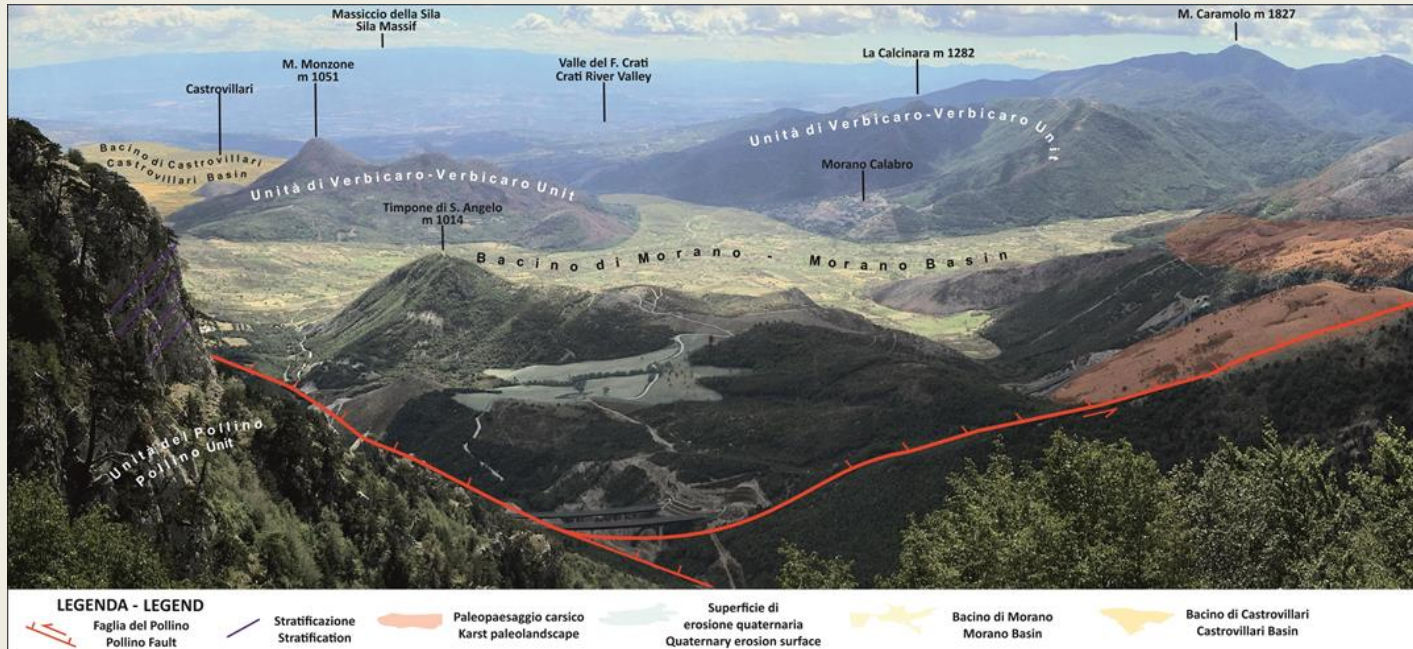 Massiccio della Sila
Sila Massif
M. Caramolo m 1827
M. Monzone
m 1051
Valle del F. Crati
Crati River Valley
La Calcinara m 1282
Castrovillari
Bacino di Castrovillari
Castrovillari Basin
Unità di Verbicaro-Verbicaro Unit
Unità di Verbicaro-Verbicaro Unit
Morano Calabro
Timpone di S. Angelo
m 1014
Bacino di Morano - Morano Basin
Unità del Pollino
Pollino Unit
LEGENDA - LEGEND
Faglia del Pollino
Pollino Fault
Stratificazione
Stratification
Paleopaesaggio carsico
Karst paleolandscape
Superficie di
erosione quaternaria
Quaternary erosion surface
Bacino di Morano
Morano Basin
Bacino di Castrovillari
Castrovillari Basin